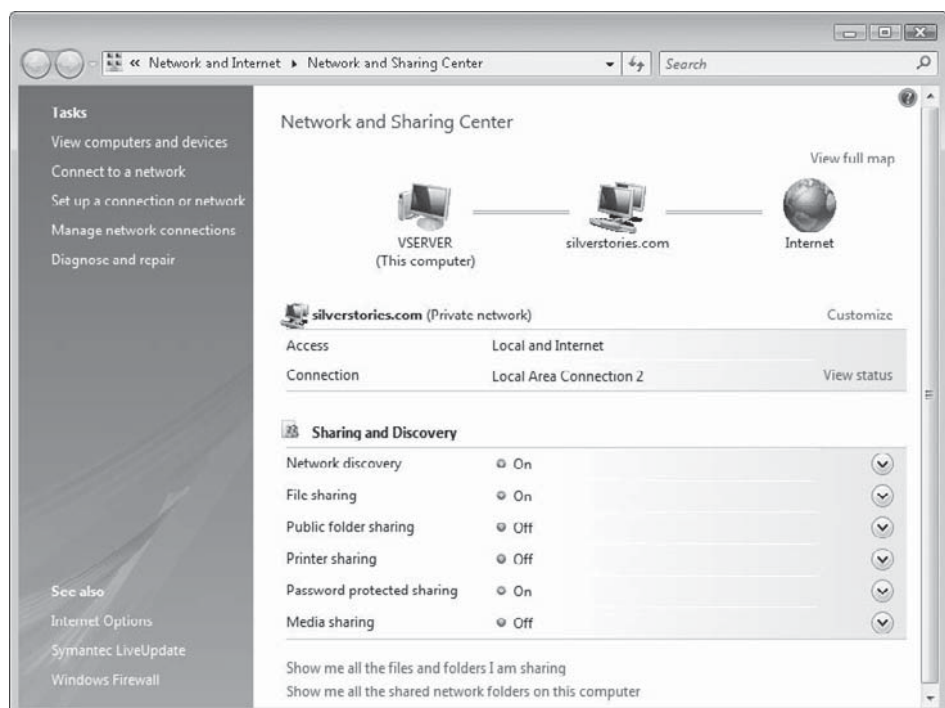 « Network and Internet ▸ Network and Sharing Center
Search
Tasks
View computers and devices
Connect to a network
Set up a connection or network
Manage network connections
Diagnose and repair
See also
Internet Options
Symantec LiveUpdate
Windows Firewall
Network and Sharing Center
View full map
VSERVER
(This computer)
silverstories.com
Internet
silverstories.com (Private network)
Customize
Access Local and Internet
Connection Local Area Connection 2 View status
Sharing and Discovery
Network discovery On
File sharing On
Public folder sharing Off
Printer sharing Off
Password protected sharing On
Media sharing Off
Show me all the files and folders I am sharing
Show me all the shared network folders on this computer